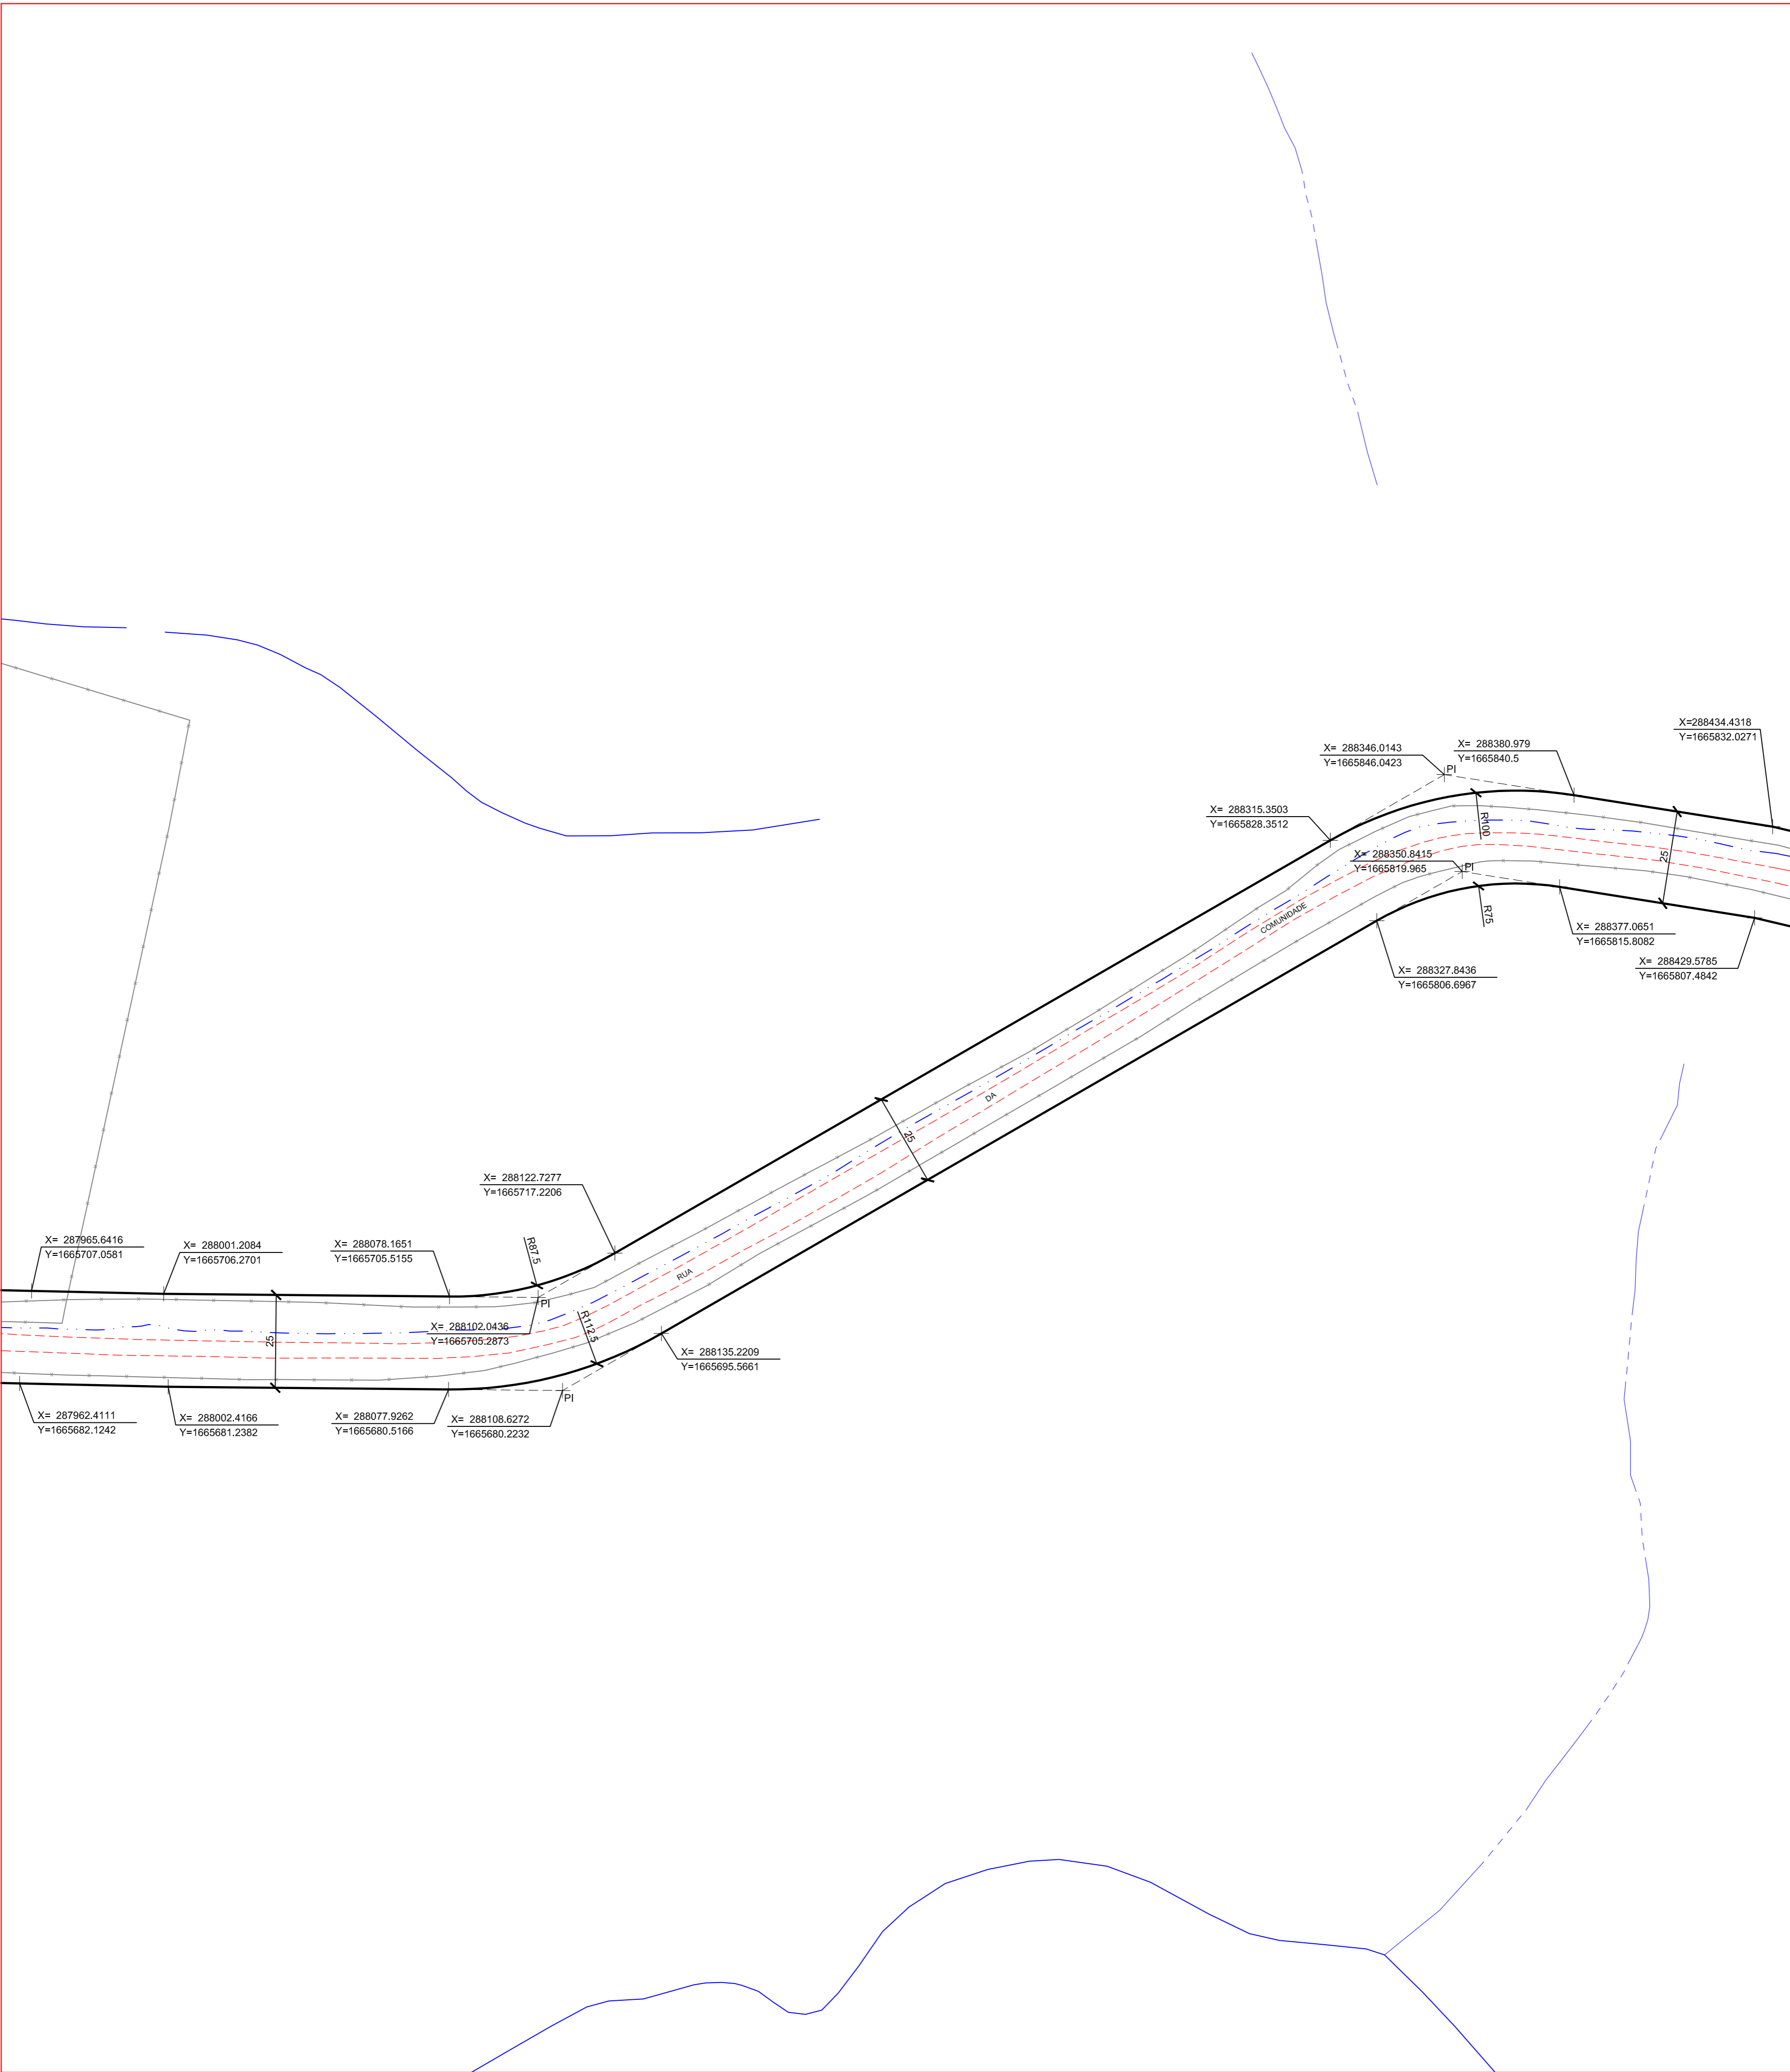 X=288434.4318
Y=1665832.0271
X= 288346.0143
Y=1665846.0423
X= 288380.979
Y=1665840.5
PI
X= 288315.3503
Y=1665828.3512
R100
25
X= 288350.8415
Y=1665819.965
PI
COMUNIDADE
R75
X= 288377.0651
Y=1665815.8082
X= 288429.5785
Y=1665807.4842
X= 288327.8436
Y=1665806.6967
DA
25
X= 288122.7277
Y=1665717.2206
X= 287965.6416
Y=1665707.0581
X= 288001.2084
Y=1665706.2701
X= 288078.1651
Y=1665705.5155
R87.5
RUA
PI
X= 288102.0436
Y=1665705.2873
R112.5
25
X= 288135.2209
Y=1665695.5661
PI
X= 287962.4111
Y=1665682.1242
X= 288002.4166
Y=1665681.2382
X= 288077.9262
Y=1665680.5166
X= 288108.6272
Y=1665680.2232